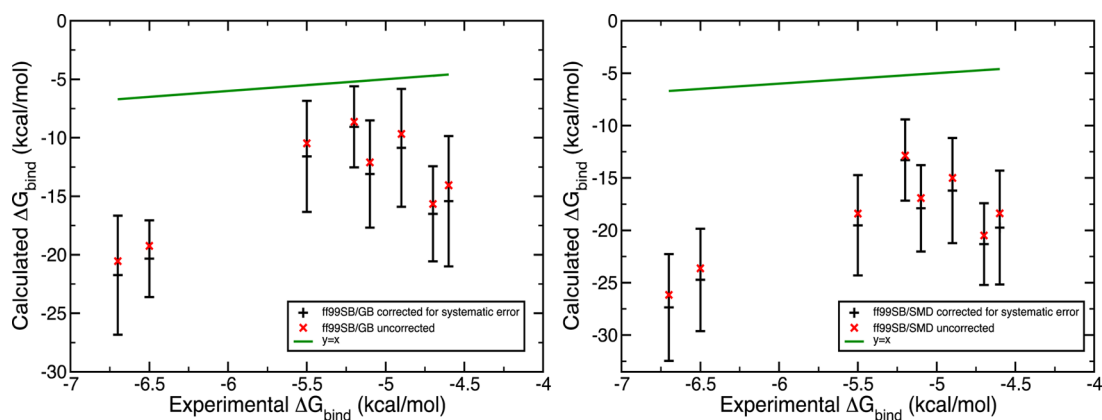 0
-5
-10
-15
-20
-25
-30
-7
-6.5
-6
-5.5
-5
-4.5
-4
Calculated ΔG_bind (kcal/mol)
Experimental ΔG_bind (kcal/mol)
ff99SB/GB corrected for systematic error
ff99SB/GB uncorrected
y=x
0
-5
-10
-15
-20
-25
-30
-7
-6.5
-6
-5.5
-5
-4.5
-4
Calculated ΔG_bind (kcal/mol)
Experimental ΔG_bind (kcal/mol)
ff99SB/SMD corrected for systematic error
ff99SB/SMD uncorrected
y=x